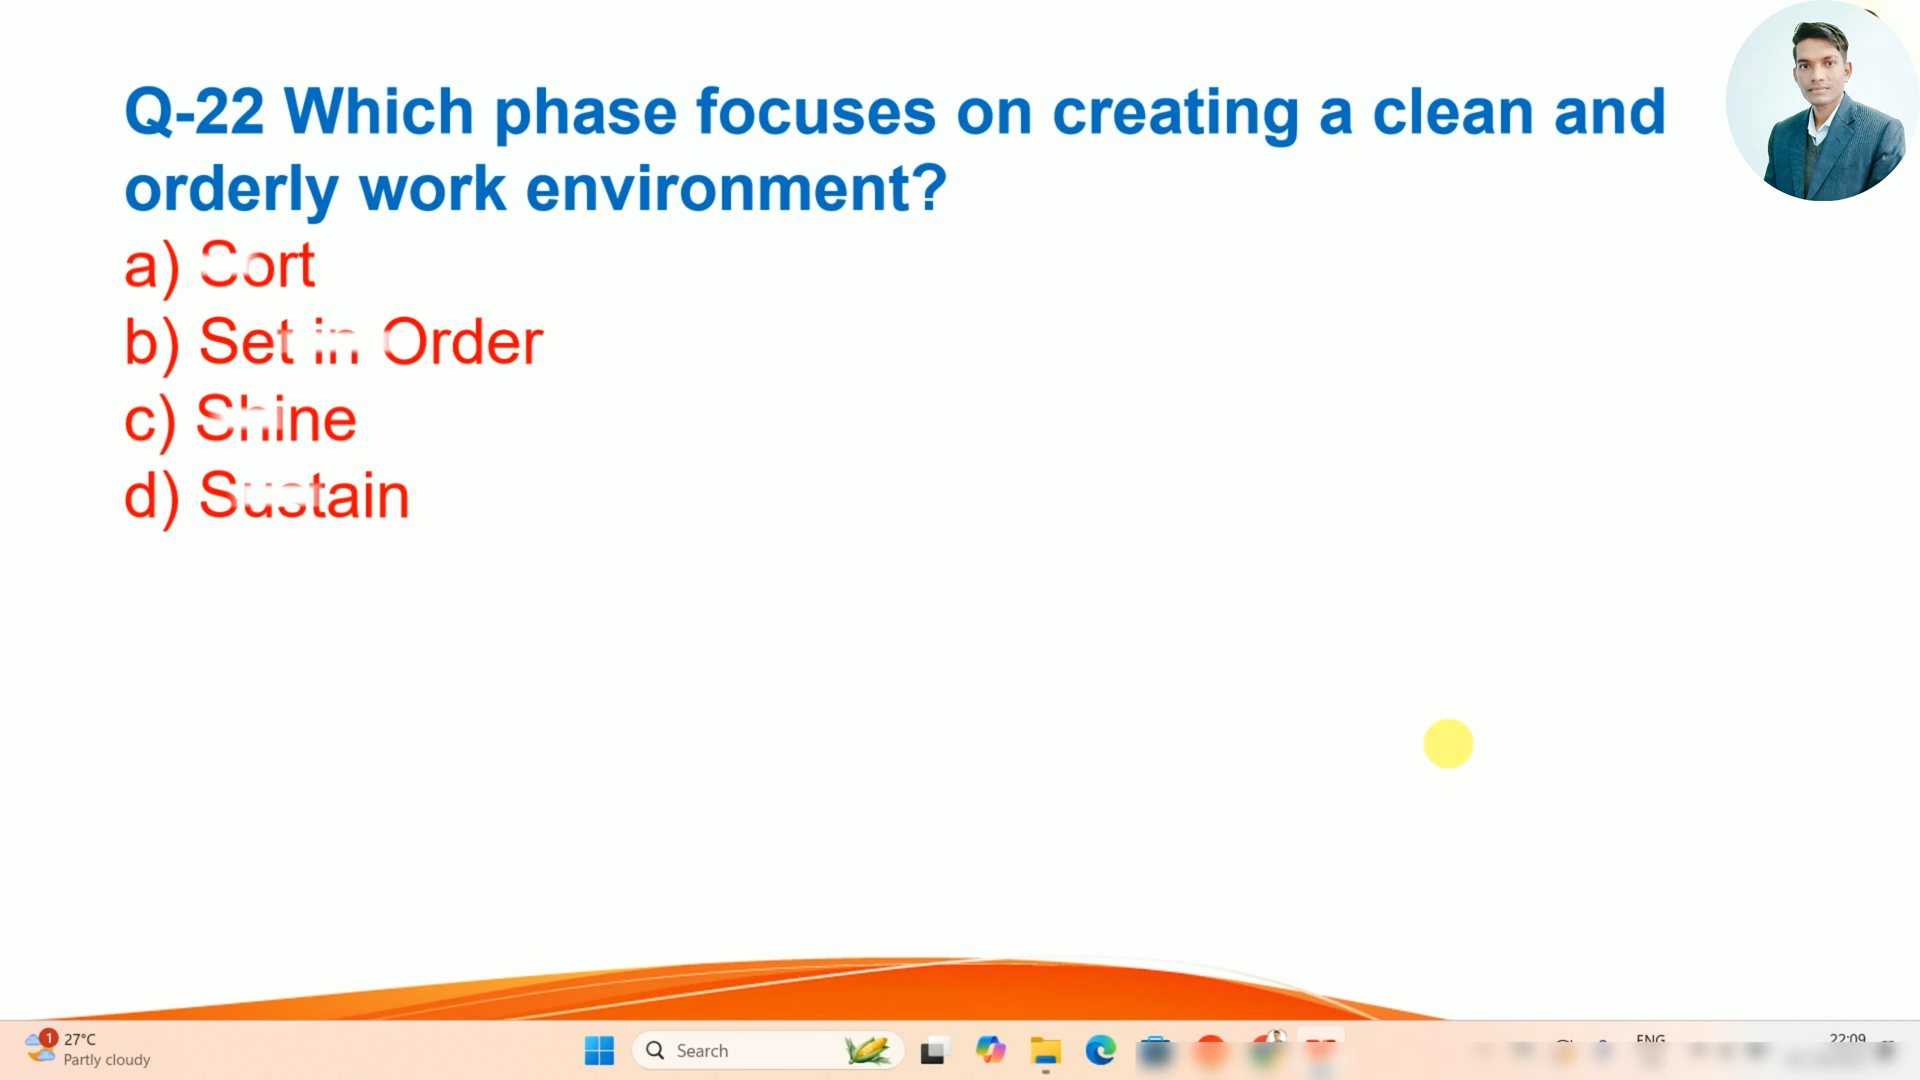 Q-22 Which phase focuses on creating a clean and
orderly work environment?
a) Sort
b) Set in Order
c) Shine
d) Sustain
1
27°C
Partly cloudy
Search
ENG
22:09